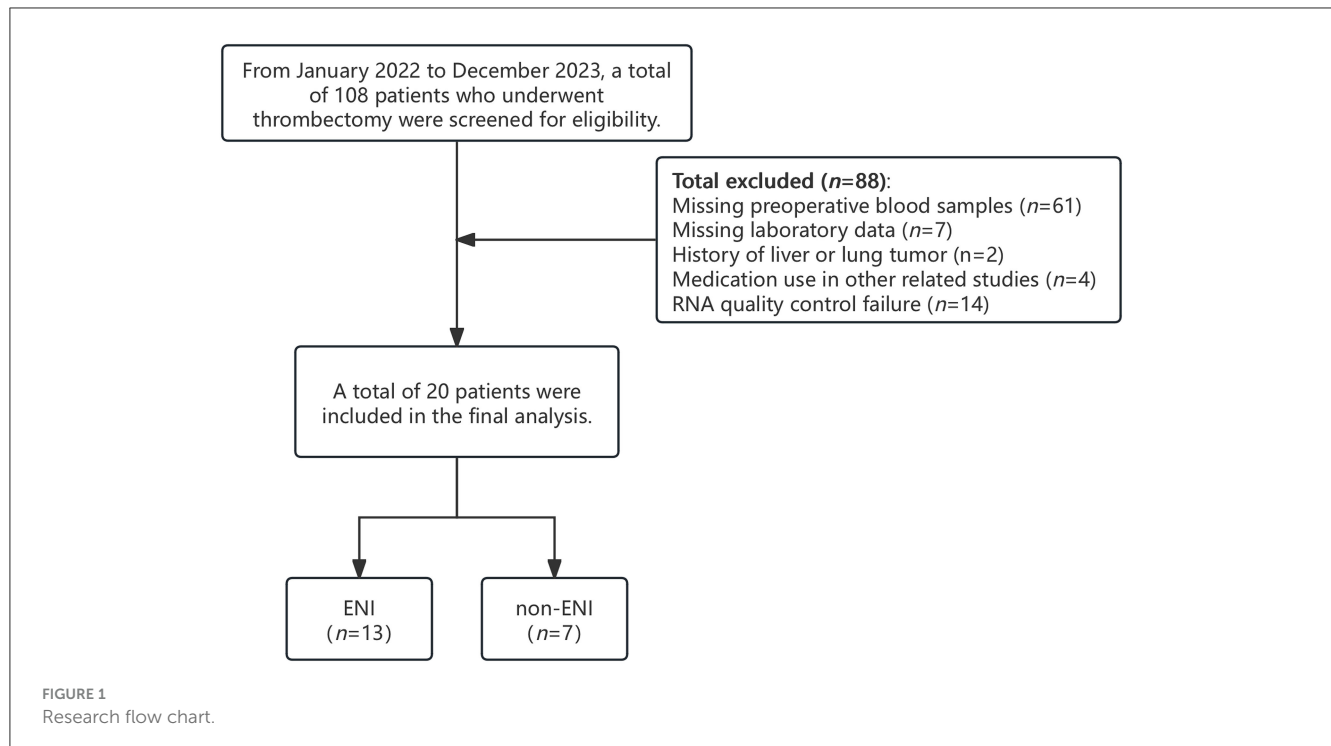 From January 2022 to December 2023, a total
of 108 patients who underwent
thrombectomy were screened for eligibility.
Total excluded (n=88):
Missing preoperative blood samples (n=61)
Missing laboratory data (n=7)
History of liver or lung tumor (n=2)
Medication use in other related studies (n=4)
RNA quality control failure (n=14)
A total of 20 patients were
included in the final analysis.
ENI
(n=13)
non-ENI
(n=7)
FIGURE 1
Research flow chart.